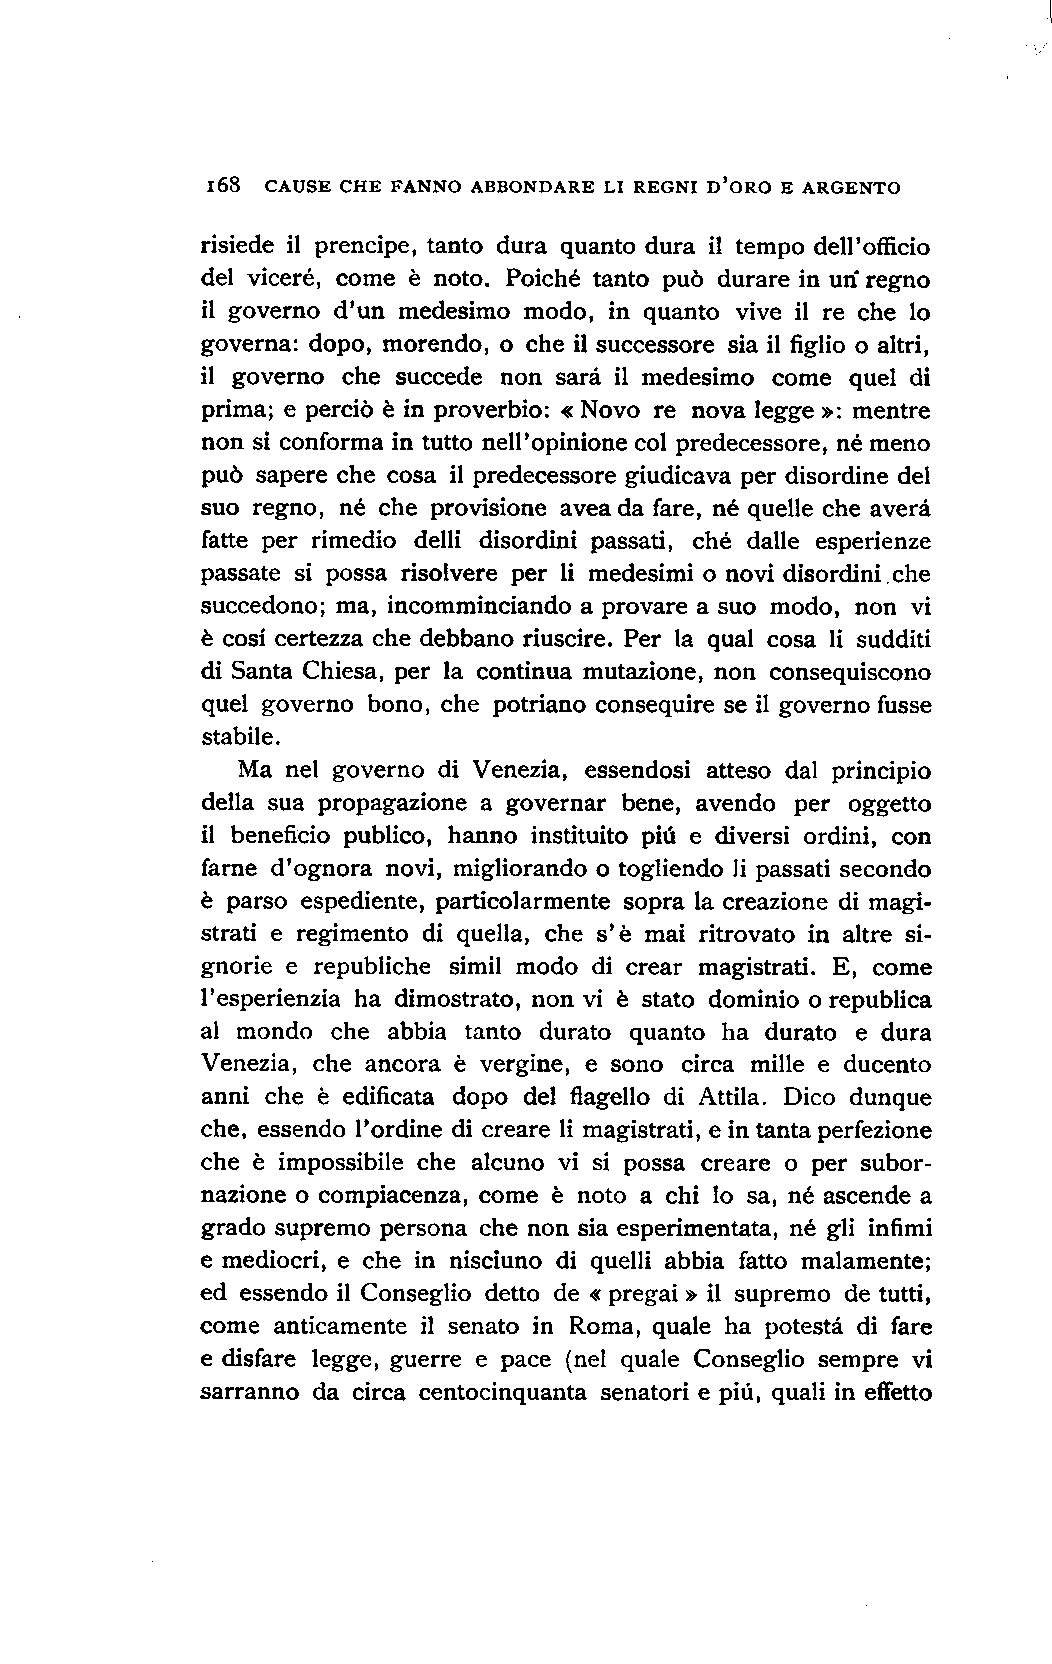 168 CAUSE CHE FANNO ABBONDARE LI REGNI D'ORO E ARGENTO
risiede il prencipe, tanto dura quanto dura il tempo dell'officio
del viceré, come è noto. Poiché tanto può durare in un regno
il governo d'un medesimo modo, in quanto vive il re che lo
governa: dopo, morendo, o che il successore sia il figlio o altri,
il governo che succede non sará il medesimo come quel di
prima; e perciò è in proverbio: « Novo re nova legge »: mentre
non si conforma in tutto nell'opinione col predecessore, né meno
può sapere che cosa il predecessore giudicava per disordine del
suo regno, né che provisione avea da fare, né quelle che averá
fatte per rimedio delli disordini passati, ché dalle esperienze
passate si possa risolvere per li medesimi o novi disordini che
succedono; ma, incomminciando a provare a suo modo, non vi
è cosí certezza che debbano riuscire. Per la qual cosa li sudditi
di Santa Chiesa, per la continua mutazione, non consequiscono
quel governo bono, che potriano consequire se il governo fusse
stabile.
Ma nel governo di Venezia, essendosi atteso dal principio
della sua propagazione a governar bene, avendo per oggetto
il beneficio publico, hanno instituito piú e diversi ordini, con
farne d'ognora novi, migliorando o togliendo li passati secondo
è parso espediente, particolarmente sopra la creazione di magi-
strati e regimento di quella, che s'è mai ritrovato in altre si-
gnorie e republiche simil modo di crear magistrati. E, come
l'esperienzia ha dimostrato, non vi è stato dominio o republica
al mondo che abbia tanto durato quanto ha durato e dura
Venezia, che ancora è vergine, e sono circa mille e ducento
anni che è edificata dopo del flagello di Attila. Dico dunque
che, essendo l'ordine di creare li magistrati, e in tanta perfezione
che è impossibile che alcuno vi si possa creare o per subor-
nazione o compiacenza, come è noto a chi lo sa, né ascende a
grado supremo persona che non sia esperimentata, né gli infimi
e mediocri, e che in nisciuno di quelli abbia fatto malamente;
ed essendo il Conseglio detto de « pregai » il supremo de tutti,
come anticamente il senato in Roma, quale ha potestá di fare
e disfare legge, guerre e pace (nel quale Conseglio sempre vi
sarranno da circa centocinquanta senatori e piú, quali in effetto